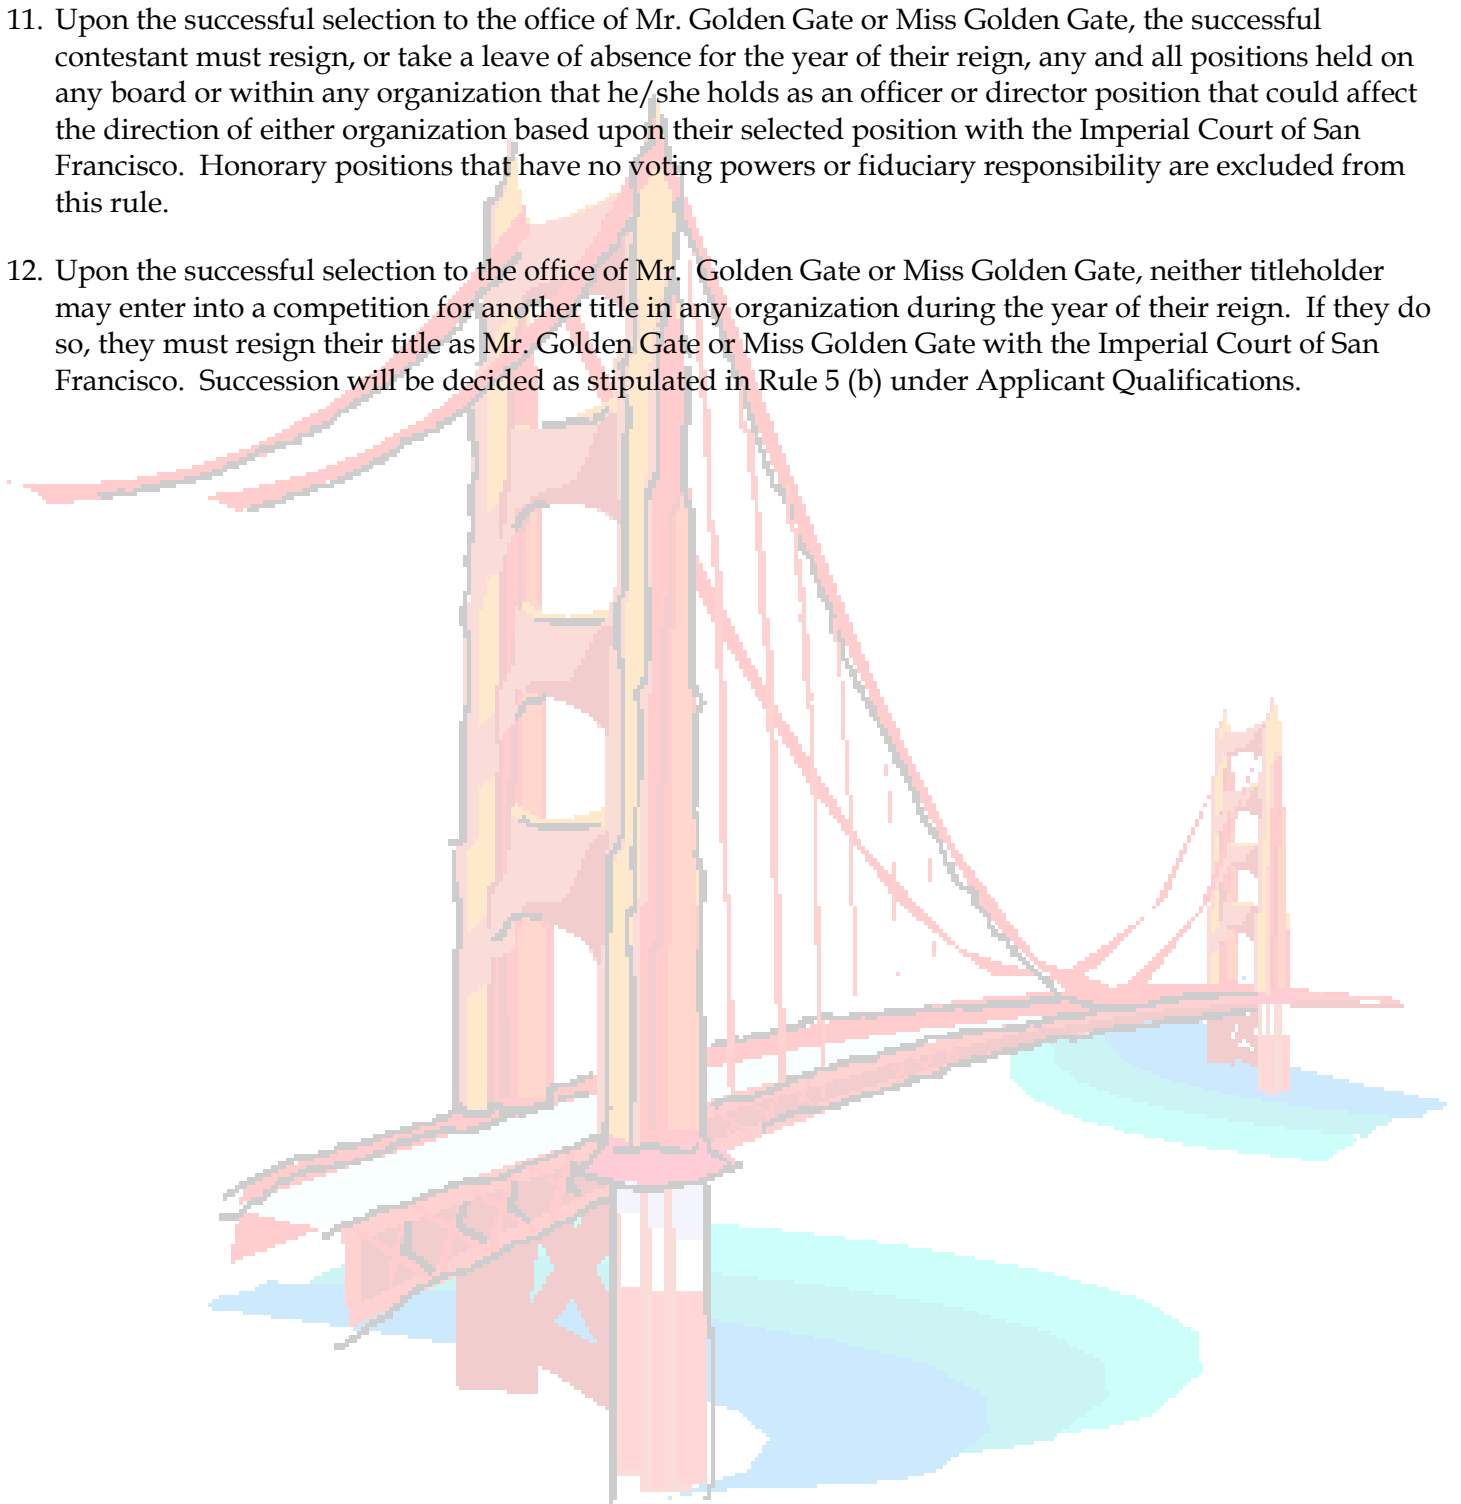 11. Upon the successful selection to the office of Mr. Golden Gate or Miss Golden Gate, the successful
contestant must resign, or take a leave of absence for the year of their reign, any and all positions held on
any board or within any organization that he/she holds as an officer or director position that could affect
the direction of either organization based upon their selected position with the Imperial Court of San
Francisco.  Honorary positions that have no voting powers or fiduciary responsibility are excluded from
this rule.
12. Upon the successful selection to the office of Mr.  Golden Gate or Miss Golden Gate, neither titleholder
may enter into a competition for another title in any organization during the year of their reign.  If they do
so, they must resign their title as Mr. Golden Gate or Miss Golden Gate with the Imperial Court of San
Francisco.  Succession will be decided as stipulated in Rule 5 (b) under Applicant Qualifications.